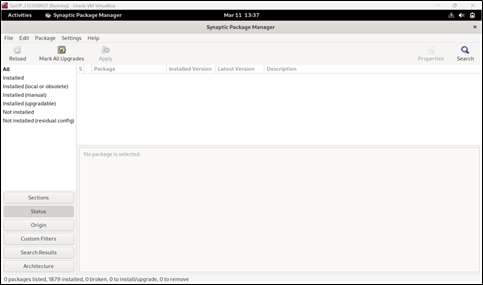 [Running] - Oracle VM VirtualBox
Activities Synaptic Package Manager Mar 11 13:37
Synaptic Package Manager
File Edit Package Settings Help
Reload Mark All Upgrades Apply Properties Search
All
S Package Installed Version Latest Version Description
Installed
Installed (local or obsolete)
Installed (manual)
Installed (upgradable)
Not installed
Not installed (residual config)
No package is selected.
Sections
Status
Origin
Custom Filters
Search Results
Architecture
0 packages listed, 1879 installed, 0 broken. 0 to install/upgrade, 0 to remove